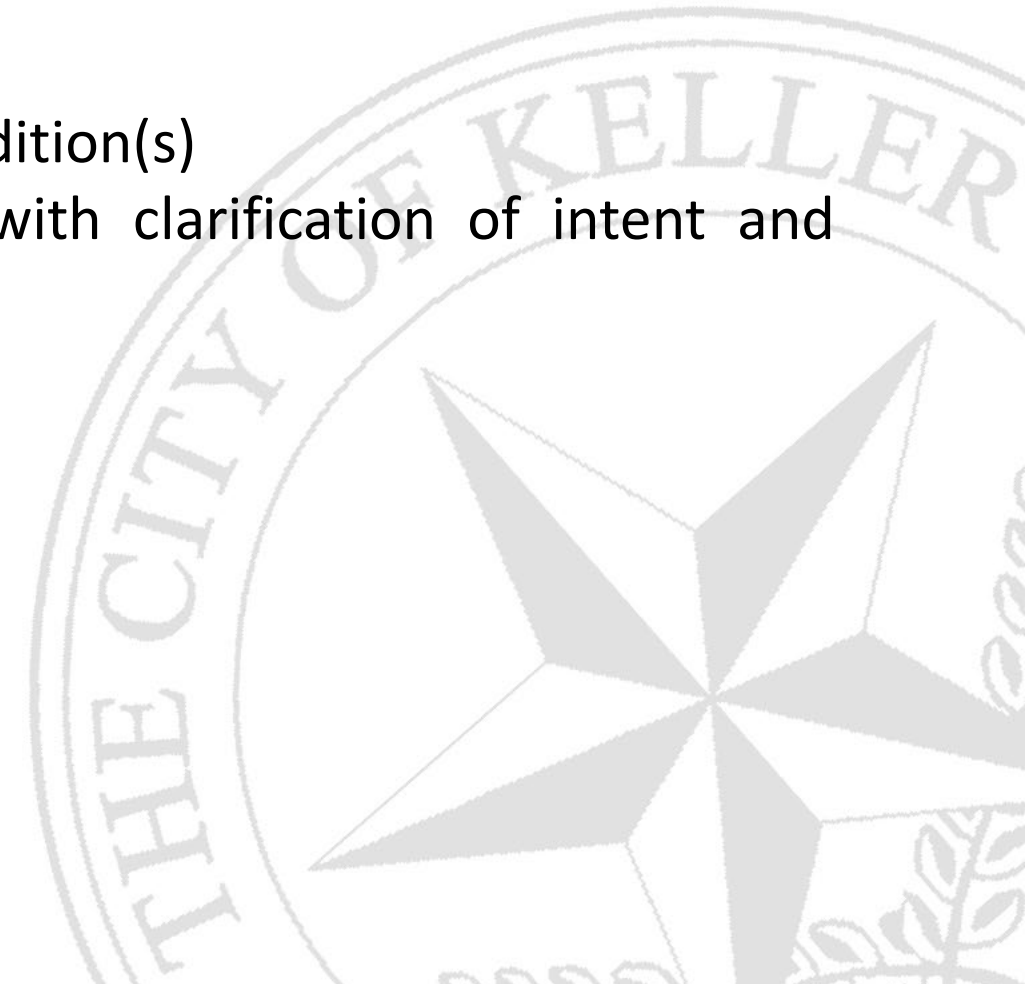 dition(s)
with clarification of intent and
THE CITY OF KELLER